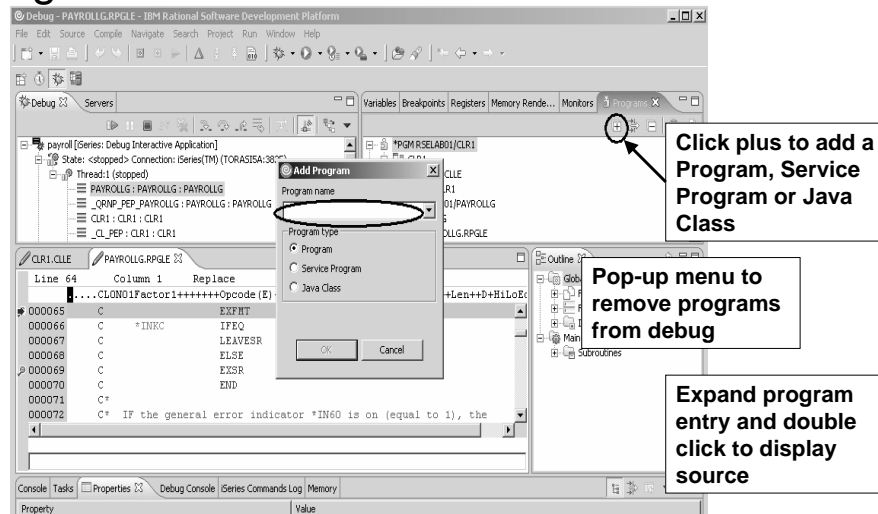 Debug - PAYROLLG.RPGLE - IBM Rational Software Development Platform
File Edit Source Compile Navigate Search Project Run Window Help
Debug Servers
Variables Breakpoints Registers Memory Rende... Monitors Programs
payroll [iSeries: Debug Interactive Application]
State: <stopped> Connection: iSeries(TM)
Thread:1 (stopped)
PAYROLLG : PAYROLLG : PAYROLLG
_QRNP_PEP_PAYROLLG : PAYROLLG : PAYROLLG
CLR1 : CLR1 : CLR1
_CL_PEP : CLR1 : CLR1
*PGM RSELAB01/CLR1
CLLE
R1
01/PAYROLLG
LLG.RPGLE
Click plus to add a
Program, Service
Program or Java
Class
Add Program
Program name
Program type
Program
Service Program
Java Class
OK Cancel
CLR1.CLLE PAYROLLG.RPGLE
Line 64 Column 1 Replace
....CL0N01Factor1+++++++Opcode(E)
+Len++D+HiLoEq
000065 C EXFMT
000066 C *INKC IFEQ
000067 C LEAVESR
000068 C ELSE
000069 C EXSR
000070 C END
000071 C*
000072 C* IF the general error indicator *IN60 is on (equal to 1), the
Outline
Glob
Main
Subroutines
Pop-up menu to
remove programs
from debug
Expand program
entry and double
click to display
source
Console Tasks Properties Debug Console iSeries Commands Log Memory
Property Value